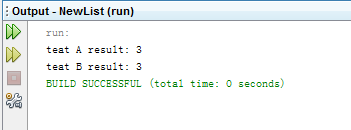 Output - NewList (run)
run:
teat A result: 3
teat B result: 3
BUILD SUCCESSFUL (total time: 0 seconds)